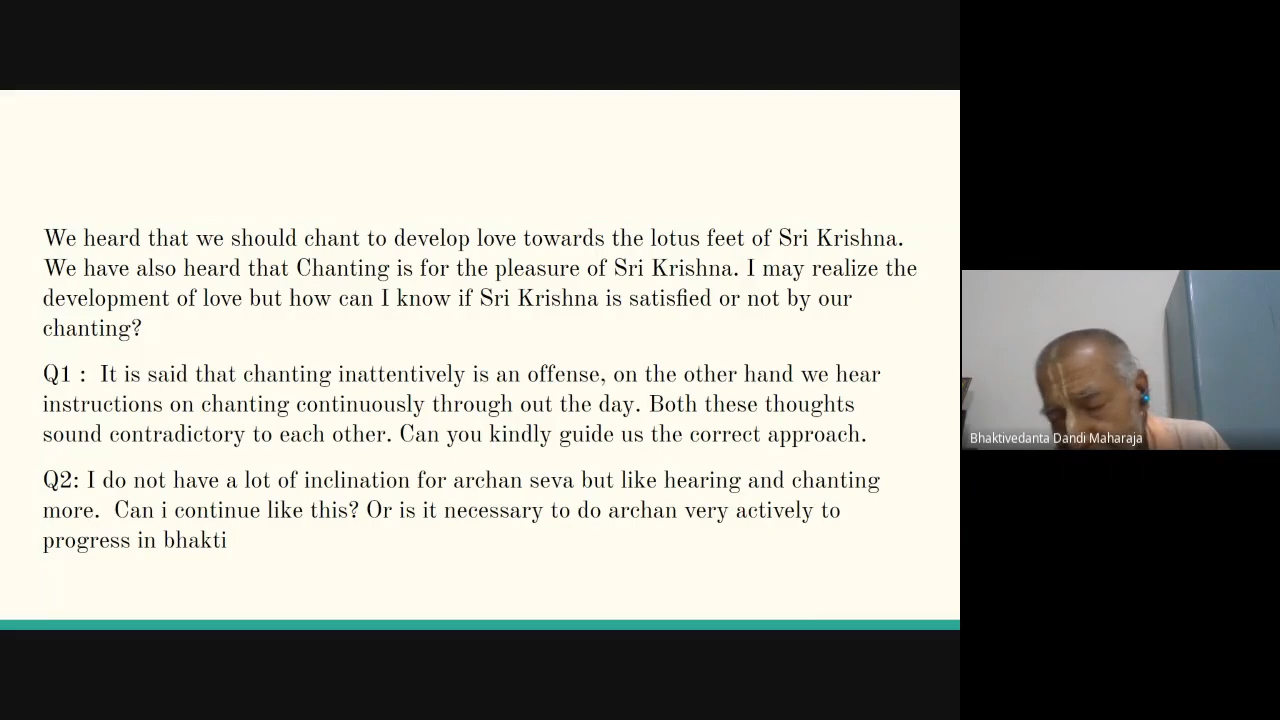 We heard that we should chant to develop love towards the lotus feet of Sri Krishna.
We have also heard that Chanting is for the pleasure of Sri Krishna. I may realize the
development of love but how can I know if Sri Krishna is satisfied or not by our
chanting?
Q1 :  It is said that chanting inattentively is an offense, on the other hand we hear
instructions on chanting continuously through out the day. Both these thoughts
sound contradictory to each other. Can you kindly guide us the correct approach.
Q2: I do not have a lot of inclination for archan seva but like hearing and chanting
more.  Can i continue like this? Or is it necessary to do archan very actively to
progress in bhakti
Bhaktivedanta Dandi Maharaja